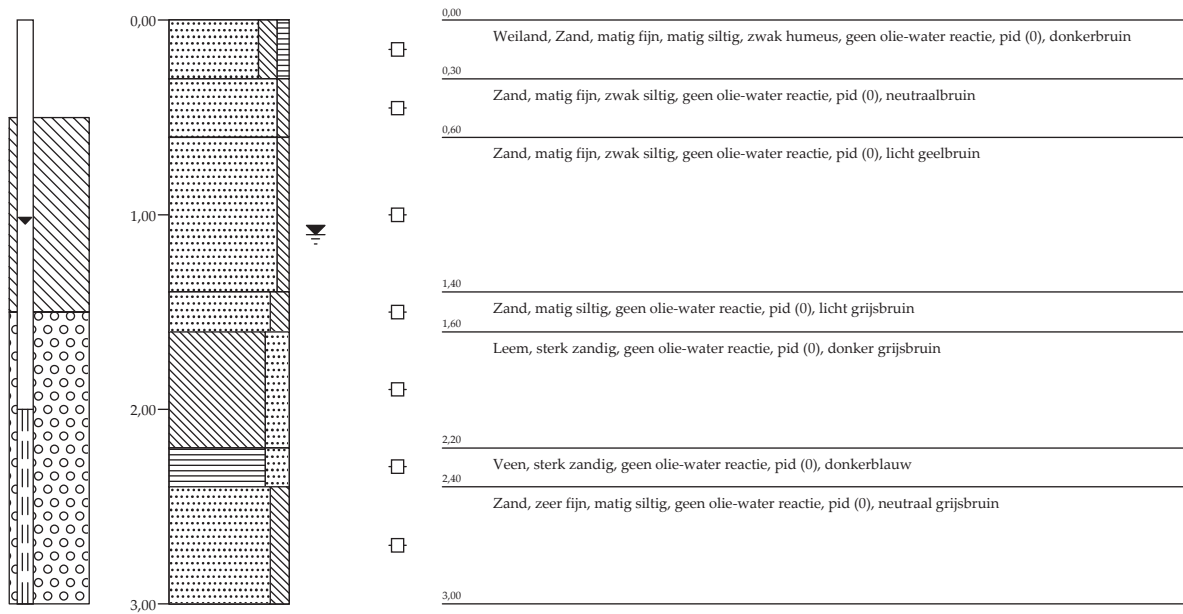 0,00
1,00
2,00
3,00
0,00
Weiland, Zand, matig fijn, matig siltig, zwak humeus, geen olie-water reactie, pid (0), donkerbruin
0,30
Zand, matig fijn, zwak siltig, geen olie-water reactie, pid (0), neutraalbruin
0,60
Zand, matig fijn, zwak siltig, geen olie-water reactie, pid (0), licht geelbruin
1,40
Zand, matig siltig, geen olie-water reactie, pid (0), licht grijsbruin
1,60
Leem, sterk zandig, geen olie-water reactie, pid (0), donker grijsbruin
2,20
Veen, sterk zandig, geen olie-water reactie, pid (0), donkerblauw
2,40
Zand, zeer fijn, matig siltig, geen olie-water reactie, pid (0), neutraal grijsbruin
3,00